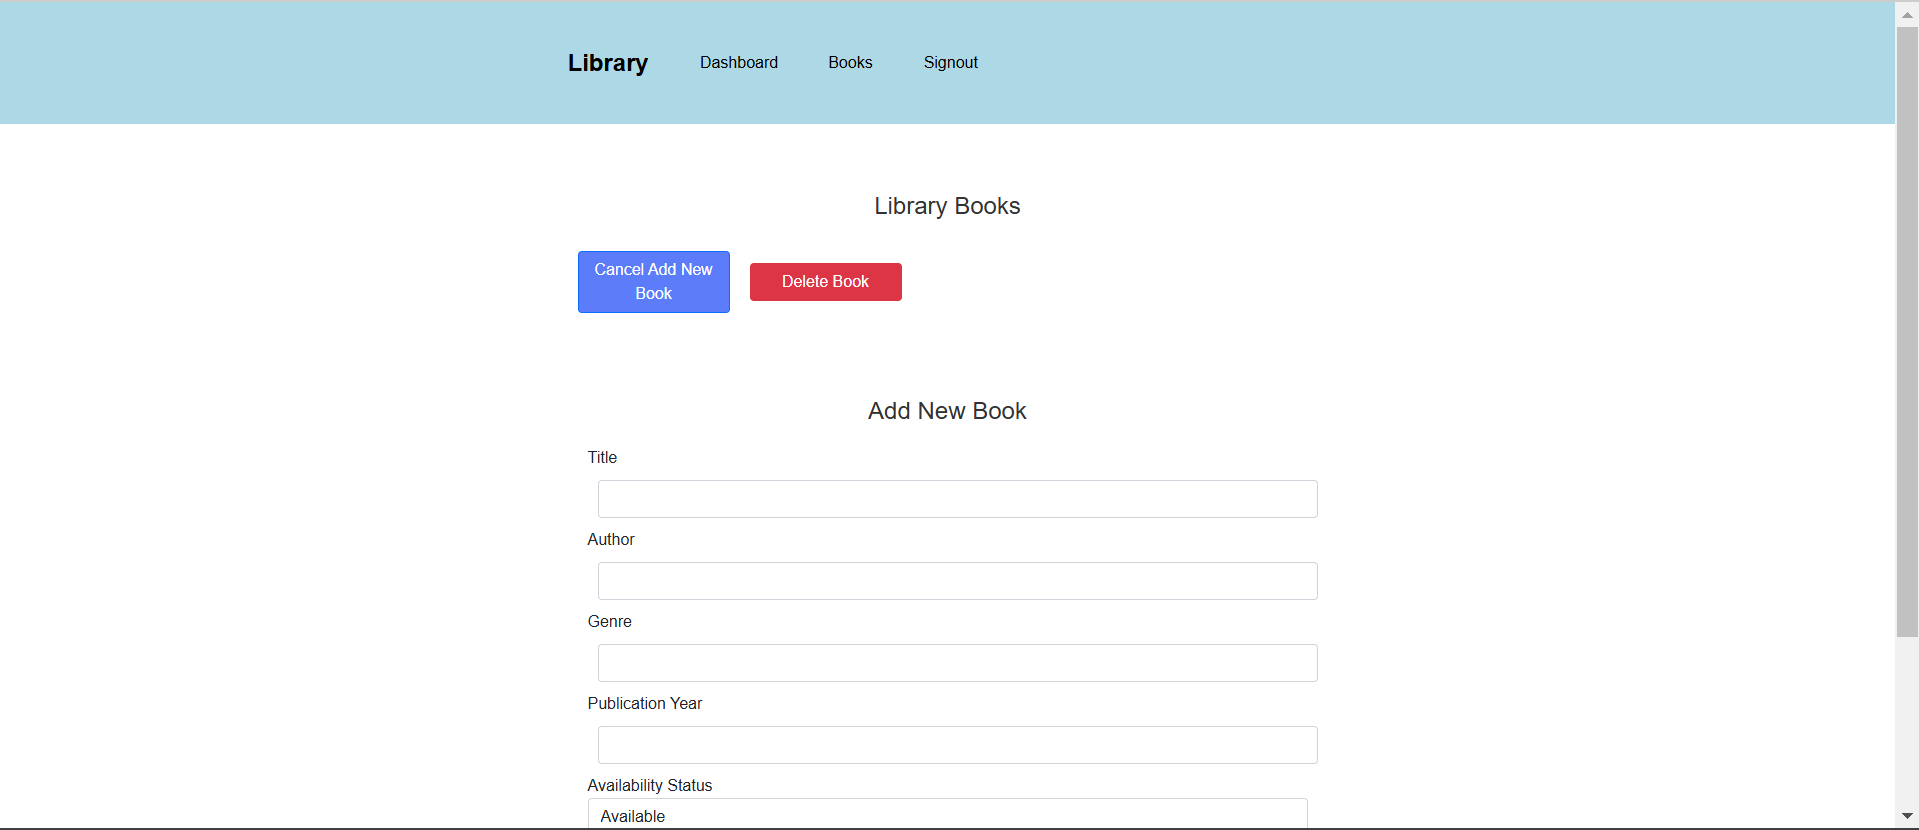 Library Dashboard Books Signout
Library Books
Cancel Add New
Book
Delete Book
Add New Book
Title
Author
Genre
Publication Year
Availability Status
Available